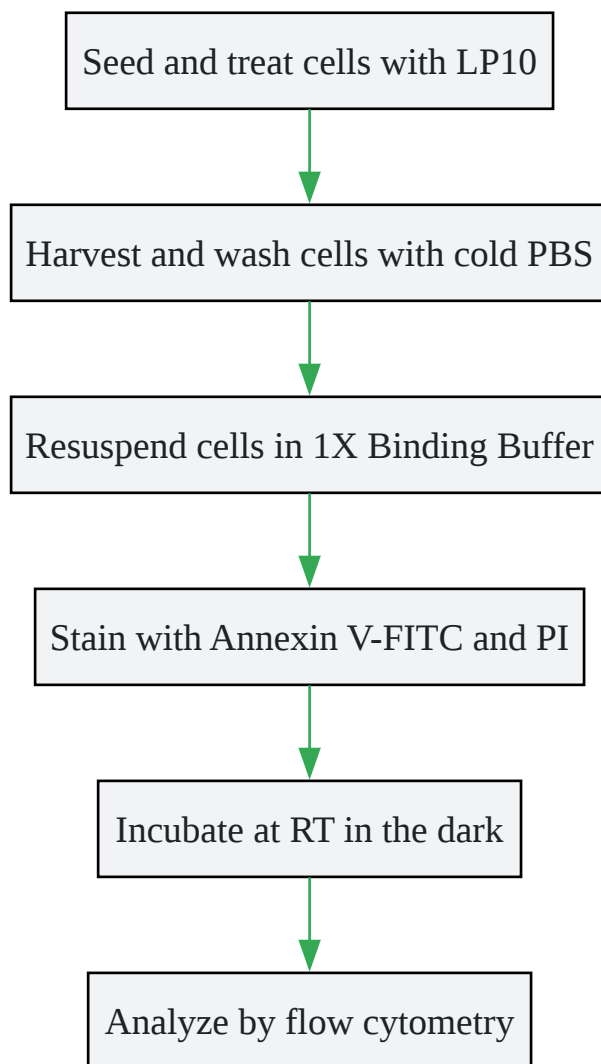 Seed and treat cells with LP10
Harvest and wash cells with cold PBS
Resuspend cells in 1X Binding Buffer
Stain with Annexin V-FITC and PI
Incubate at RT in the dark
Analyze by flow cytometry